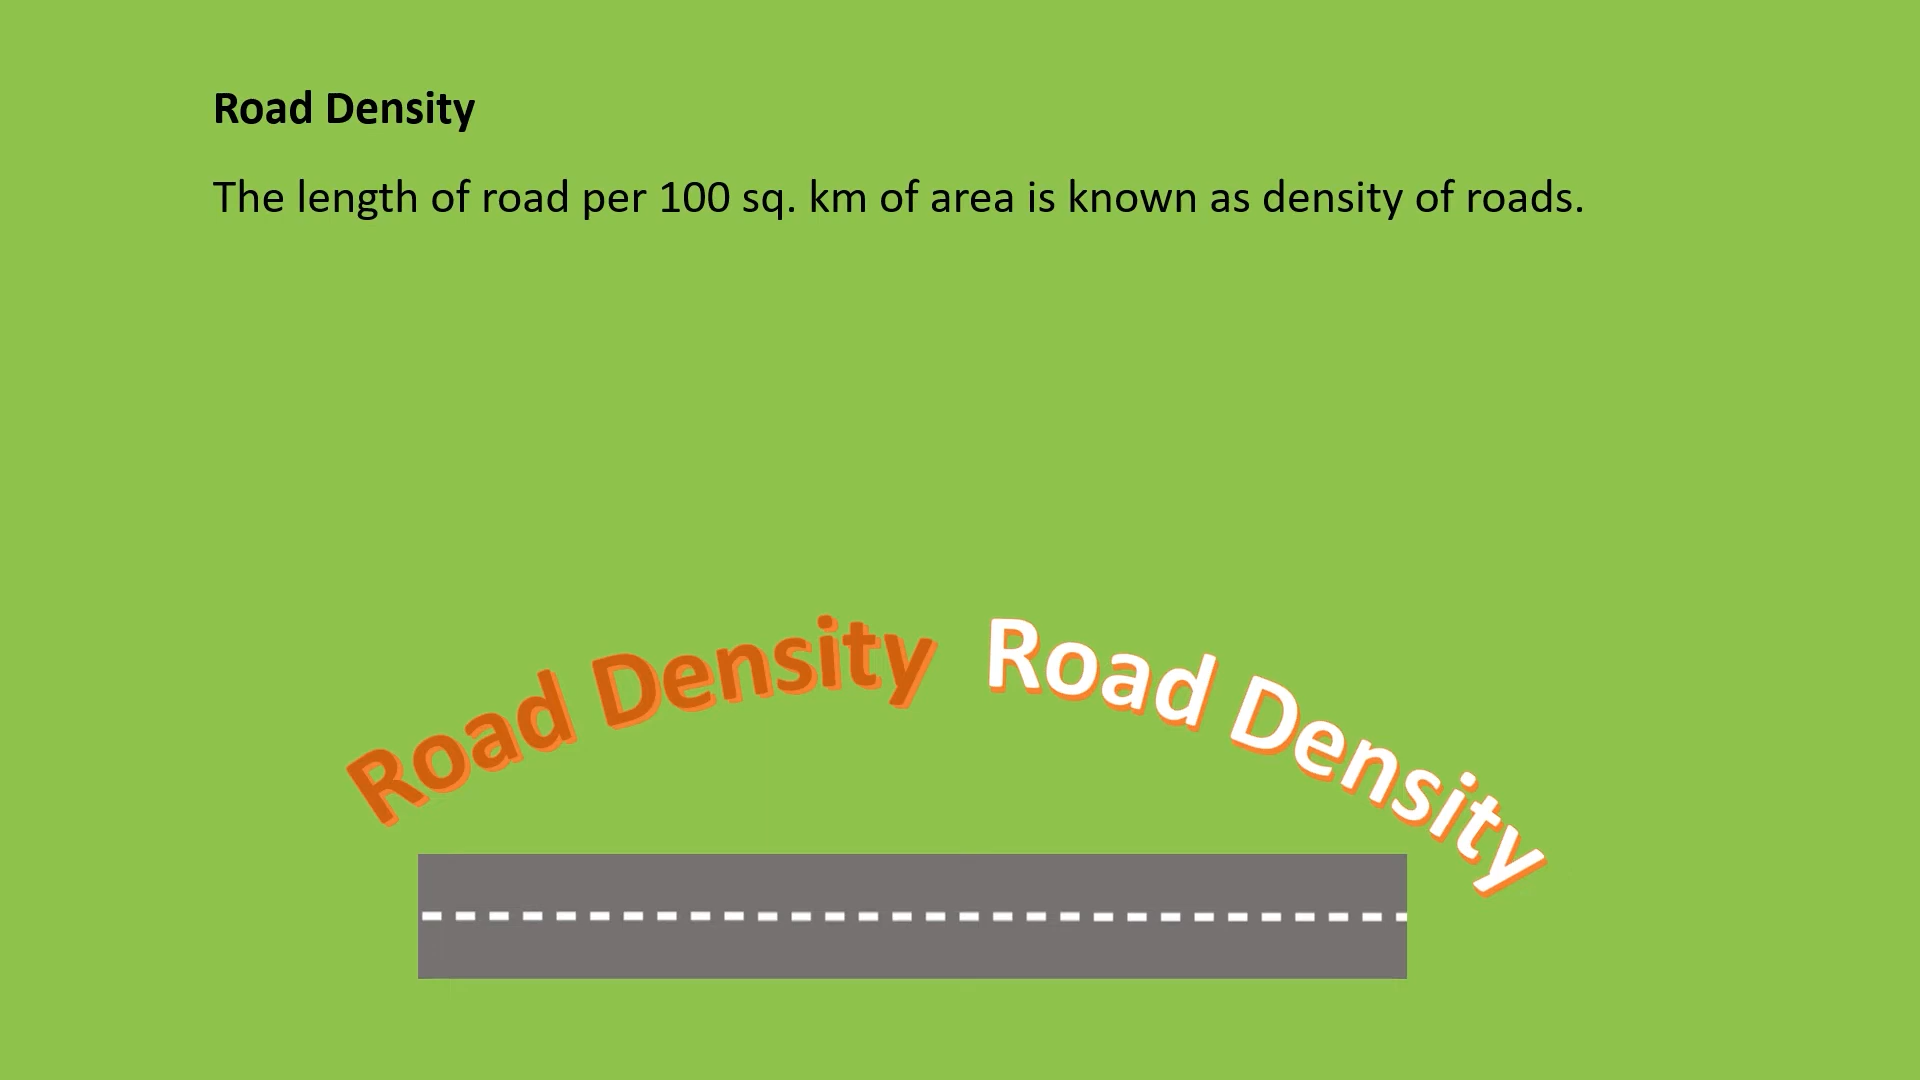 Road Density
The length of road per 100 sq. km of area is known as density of roads.
Road Density
Road Density